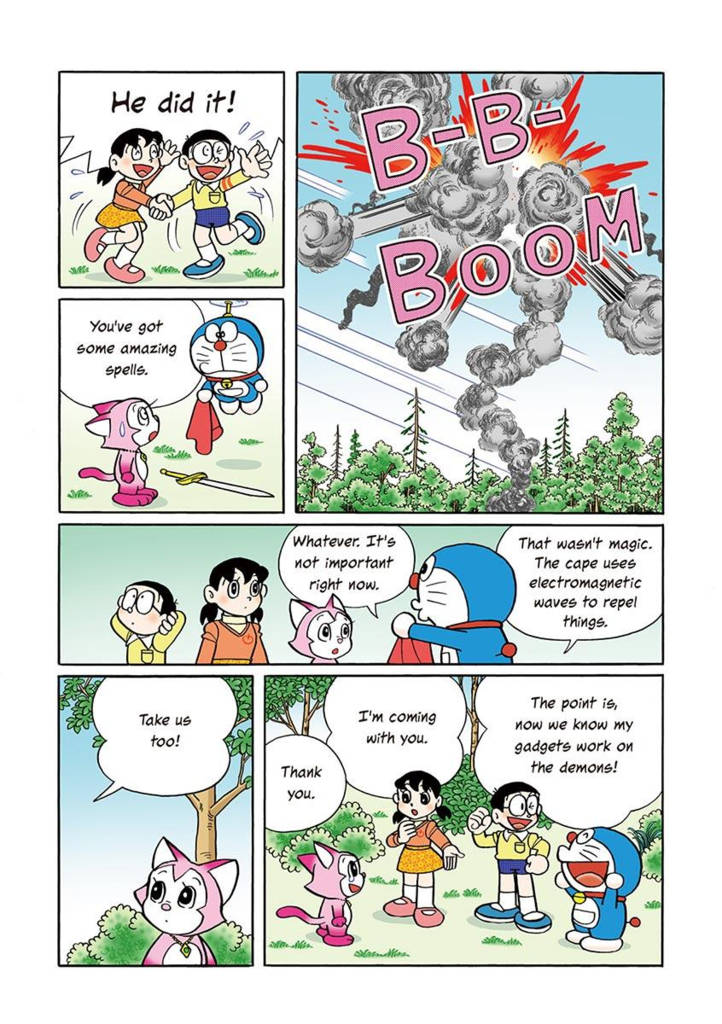 B-B-
BOOM
He did it!
You've got
some amazing
spells.
That wasn't magic.
The cape uses
electromagnetic
waves to repel
things.
Whatever. It's
not important
right now.
The point is,
now we know my
gadgets work on
the demons!
I'm coming
with you.
Thank
you.
Take us
too!